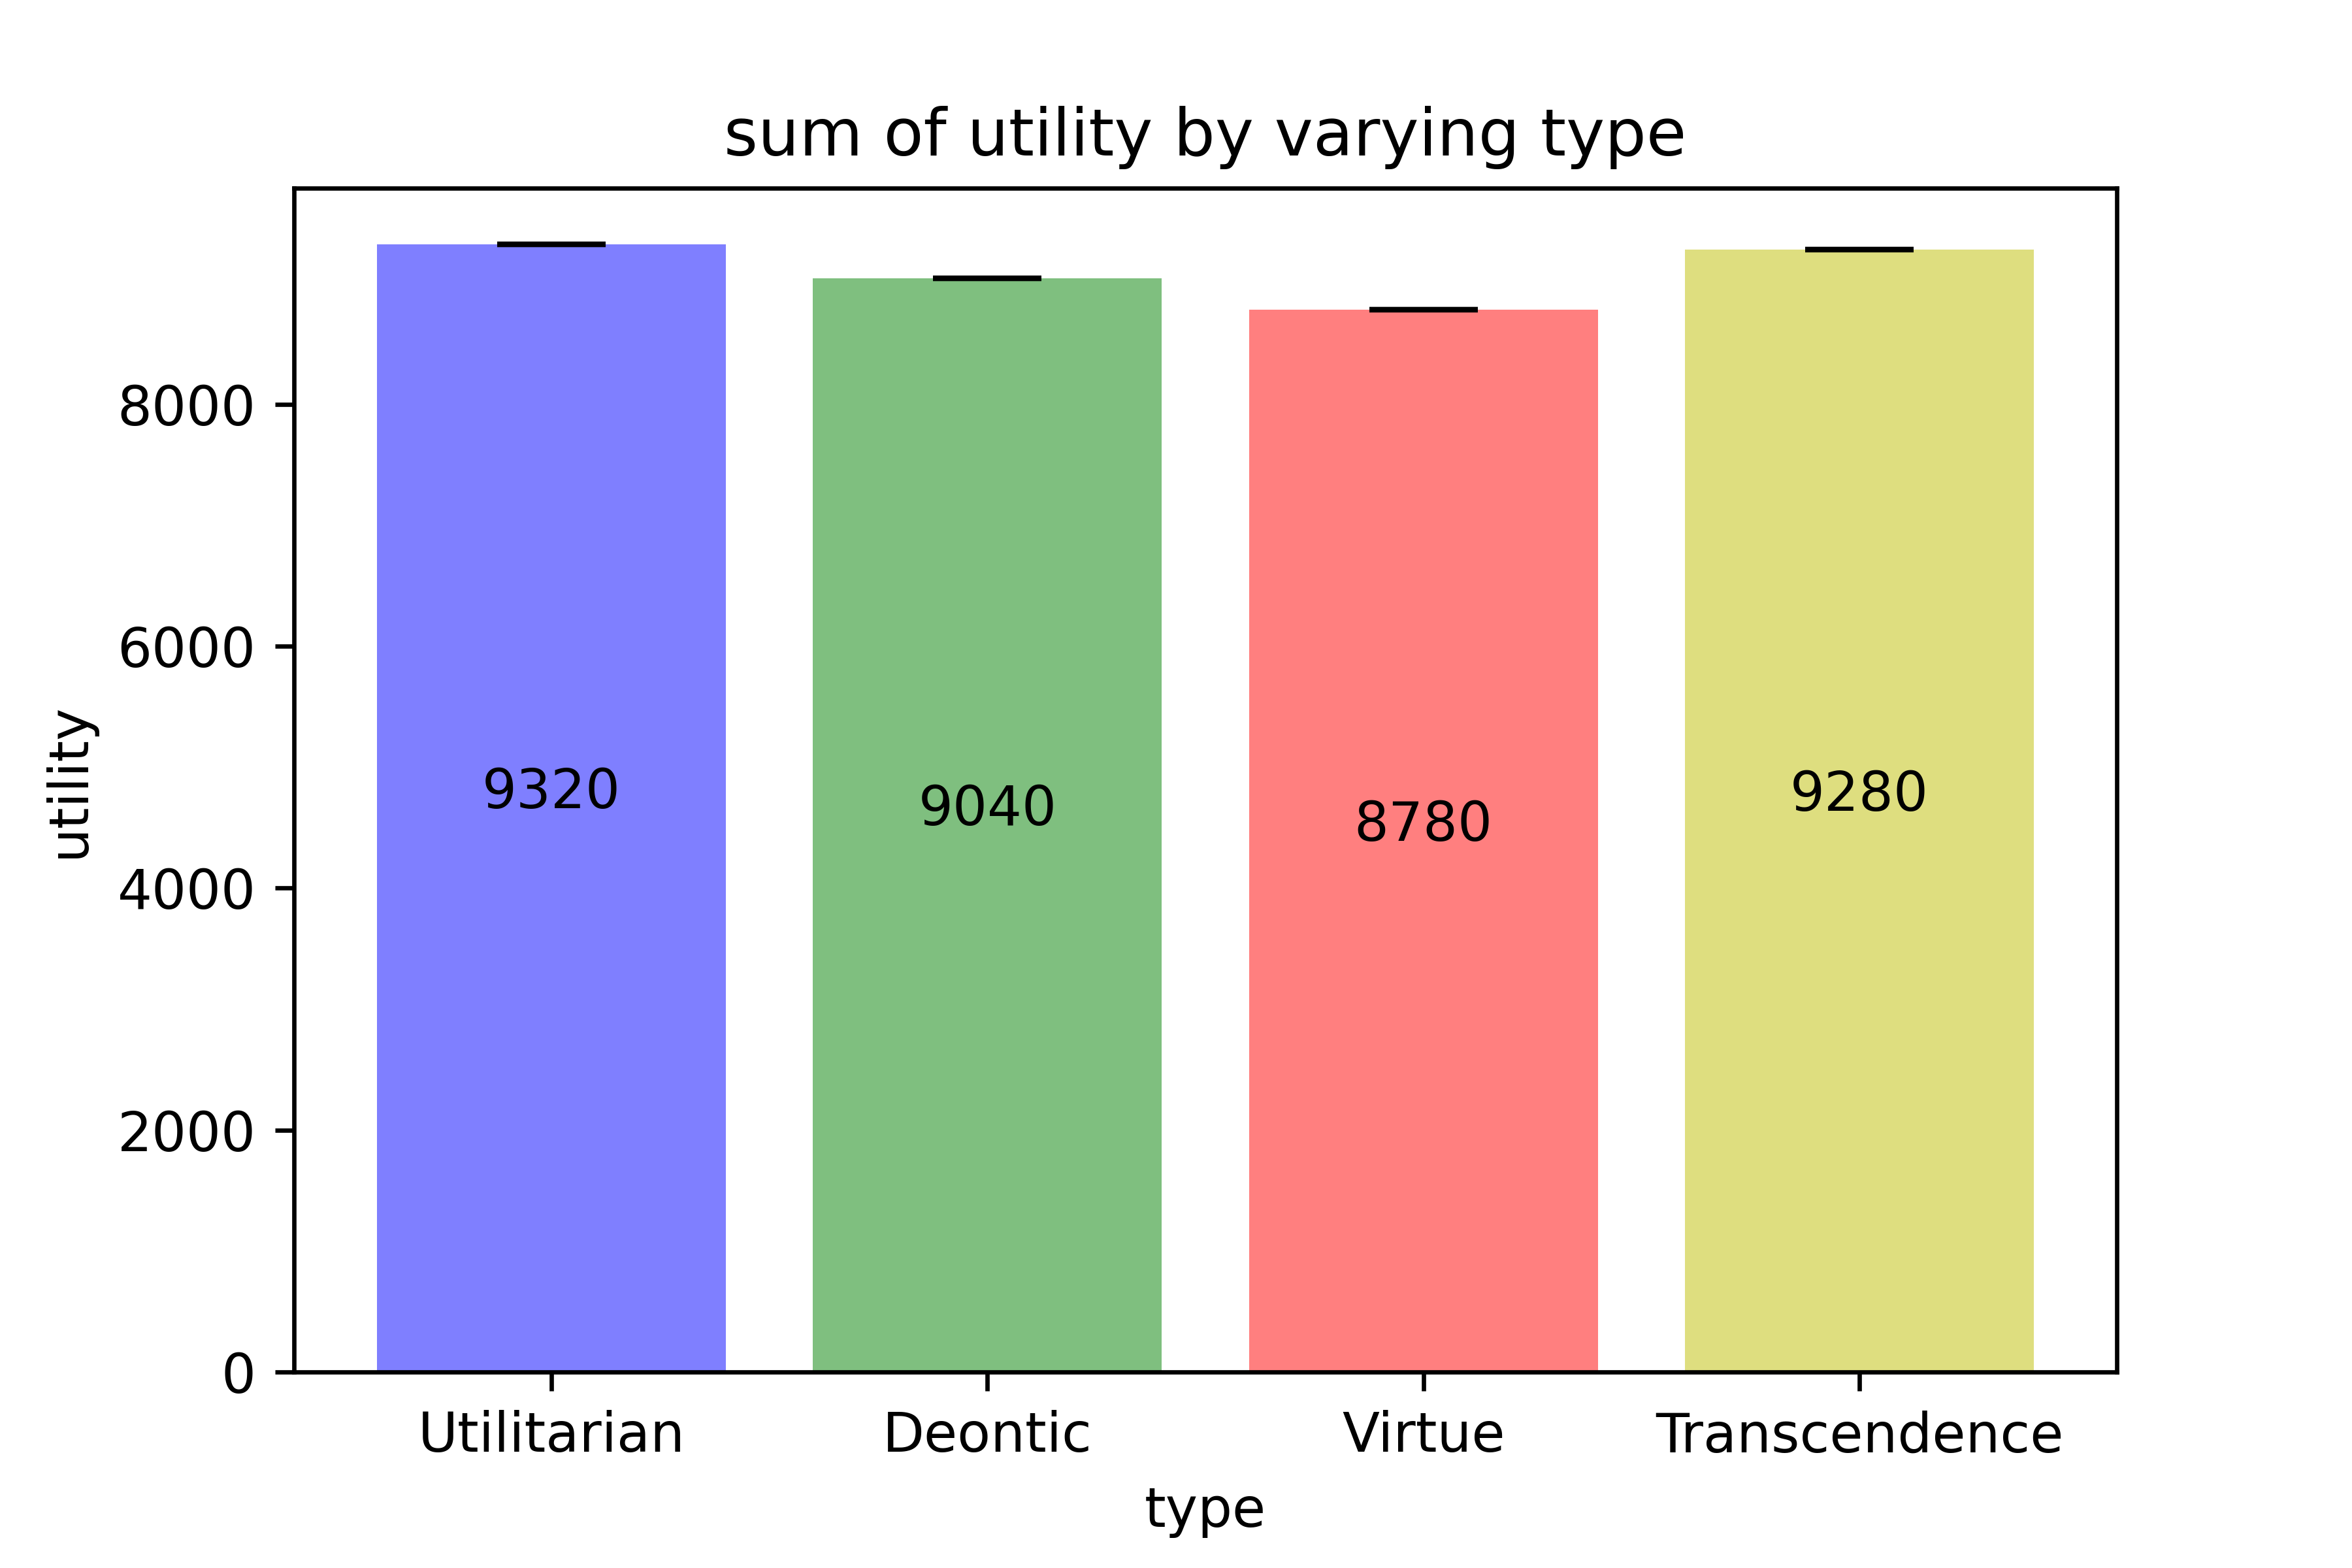 sum of utility by varying type
utility
8000
6000
4000
2000
0
9320
9040
8780
9280
Utilitarian
Deontic
Virtue
Transcendence
type